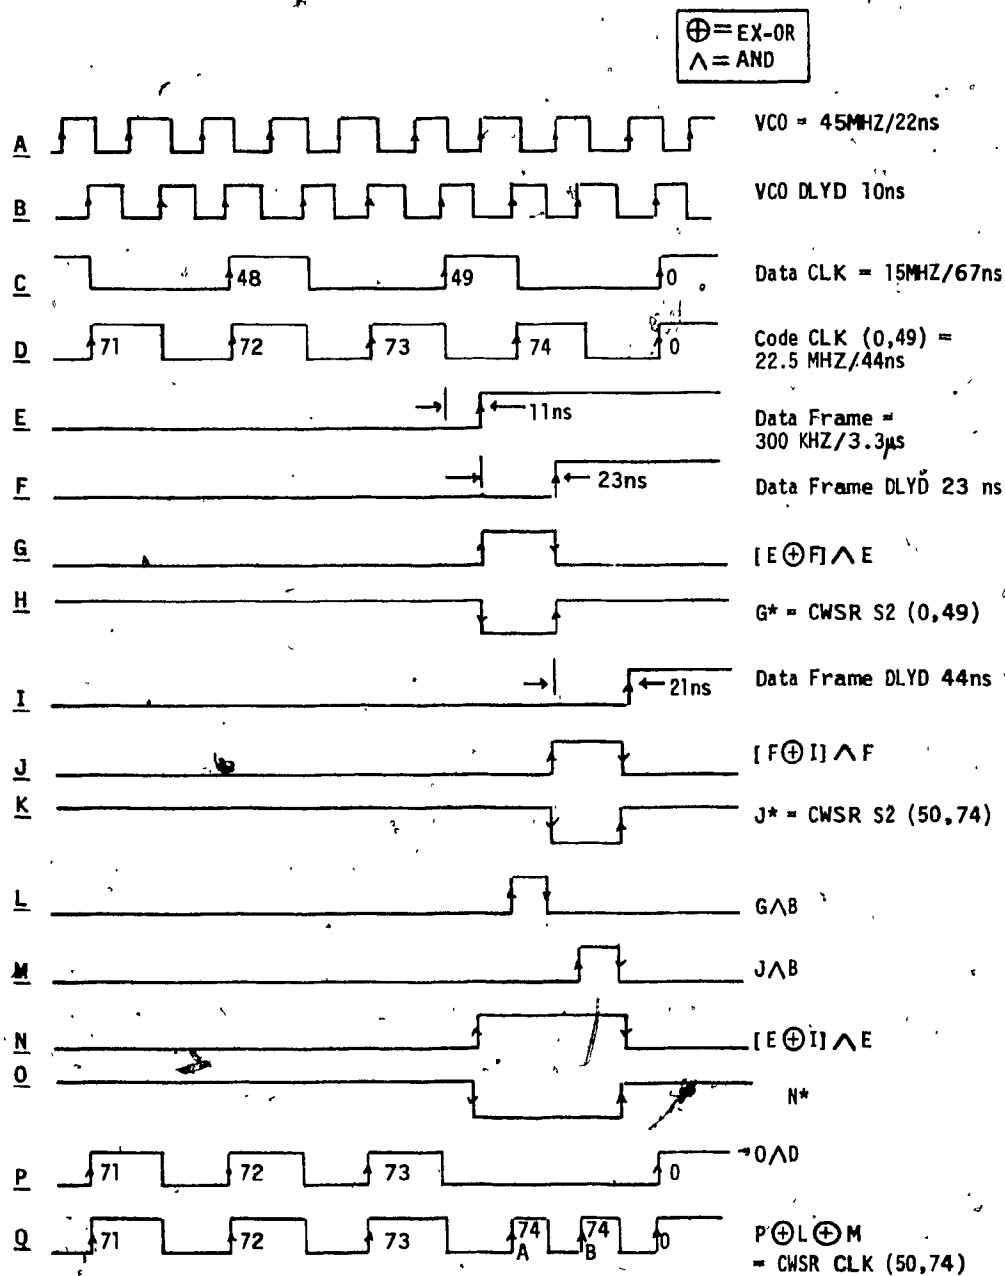 ⊕ = EX-OR
∧ = AND
A VCO = 45MHZ/22ns
B VCO DLYD 10ns
C 48 49 0 Data CLK = 15MHZ/67ns
D 71 72 73 74 0 Code CLK (0,49) =
22.5 MHZ/44ns
E 11ns Data Frame =
300 KHZ/3.3μs
F 23ns Data Frame DLYD 23 ns
G [E⊕F]∧E
H G* = CWSR S2 (0,49)
I 21ns Data Frame DLYD 44ns
J [F⊕I]∧F
K J* = CWSR S2 (50,74)
L G∧B
M J∧B
N [E⊕I]∧E
O N*
P 71 72 73 0 O∧D
Q 71 72 73 74 74 0 P⊕L⊕M
A B = CWSR CLK (50,74)